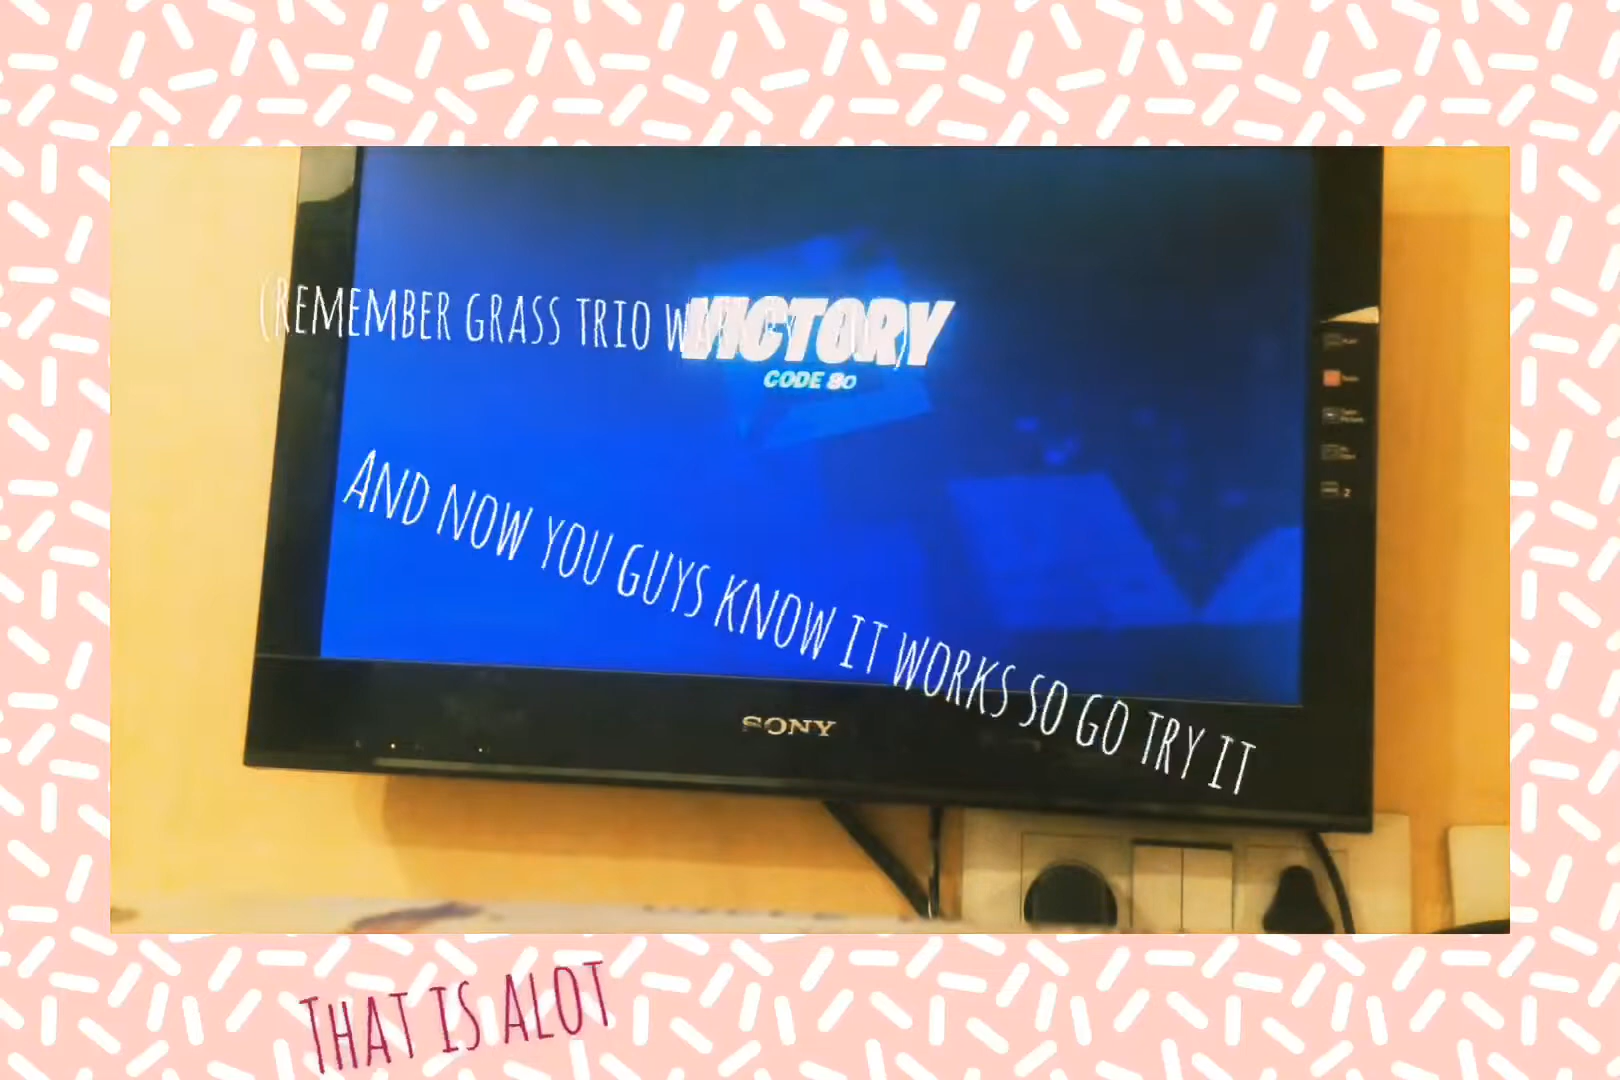 (Remember grass trio
VICTORY
CODE 80
And now you guys know it works so go try it
SONY
2
That is alot